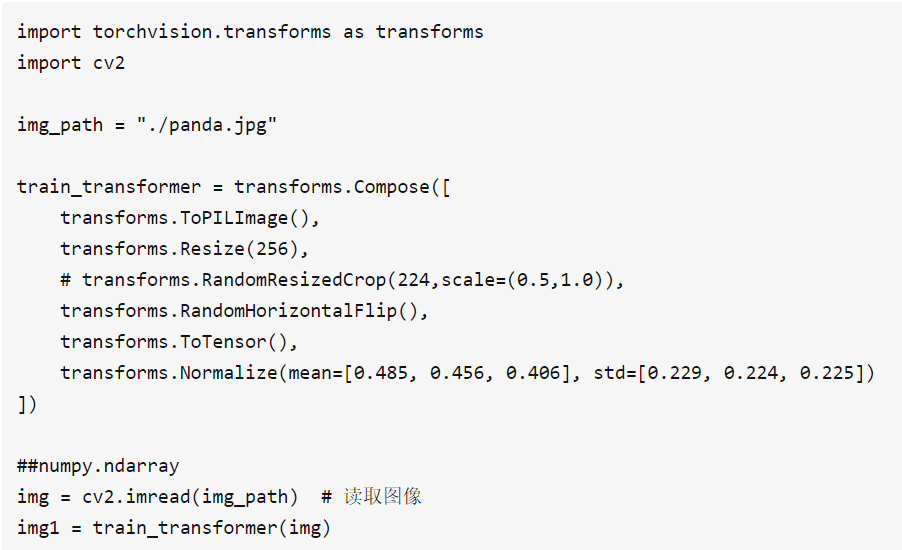 import torchvision.transforms as transforms
import cv2
img_path = "./panda.jpg"
train_transformer = transforms.Compose([
    transforms.ToPILImage(),
    transforms.Resize(256),
    # transforms.RandomResizedCrop(224,scale=(0.5,1.0)),
    transforms.RandomHorizontalFlip(),
    transforms.ToTensor(),
    transforms.Normalize(mean=[0.485, 0.456, 0.406], std=[0.229, 0.224, 0.225])
])
##numpy.ndarray
img = cv2.imread(img_path)  # 读取图像
img1 = train_transformer(img)